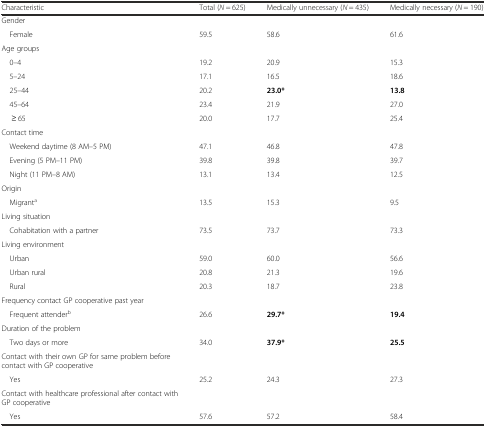 Characteristic Total (N = 625) Medically unnecessary (N = 435) Medically necessary (N = 190)
Gender
Female 59.5 58.6 61.6
Age groups
0–4 19.2 20.9 15.3
5–24 17.1 16.5 18.6
25–44 20.2 23.0* 13.8
45–64 23.4 21.9 27.0
≥ 65 20.0 17.7 25.4
Contact time
Weekend daytime (8 AM–5 PM) 47.1 46.8 47.8
Evening (5 PM–11 PM) 39.8 39.8 39.7
Night (11 PM–8 AM) 13.1 13.4 12.5
Origin
Migrantᵃ 13.5 15.3 9.5
Living situation
Cohabitation with a partner 73.5 73.7 73.3
Living environment
Urban 59.0 60.0 56.6
Urban rural 20.8 21.3 19.6
Rural 20.3 18.7 23.8
Frequency contact GP cooperative past year
Frequent attenderᵇ 26.6 29.7* 19.4
Duration of the problem
Two days or more 34.0 37.9* 25.5
Contact with their own GP for same problem before
contact with GP cooperative
Yes 25.2 24.3 27.3
Contact with healthcare professional after contact with
GP cooperative
Yes 57.6 57.2 58.4